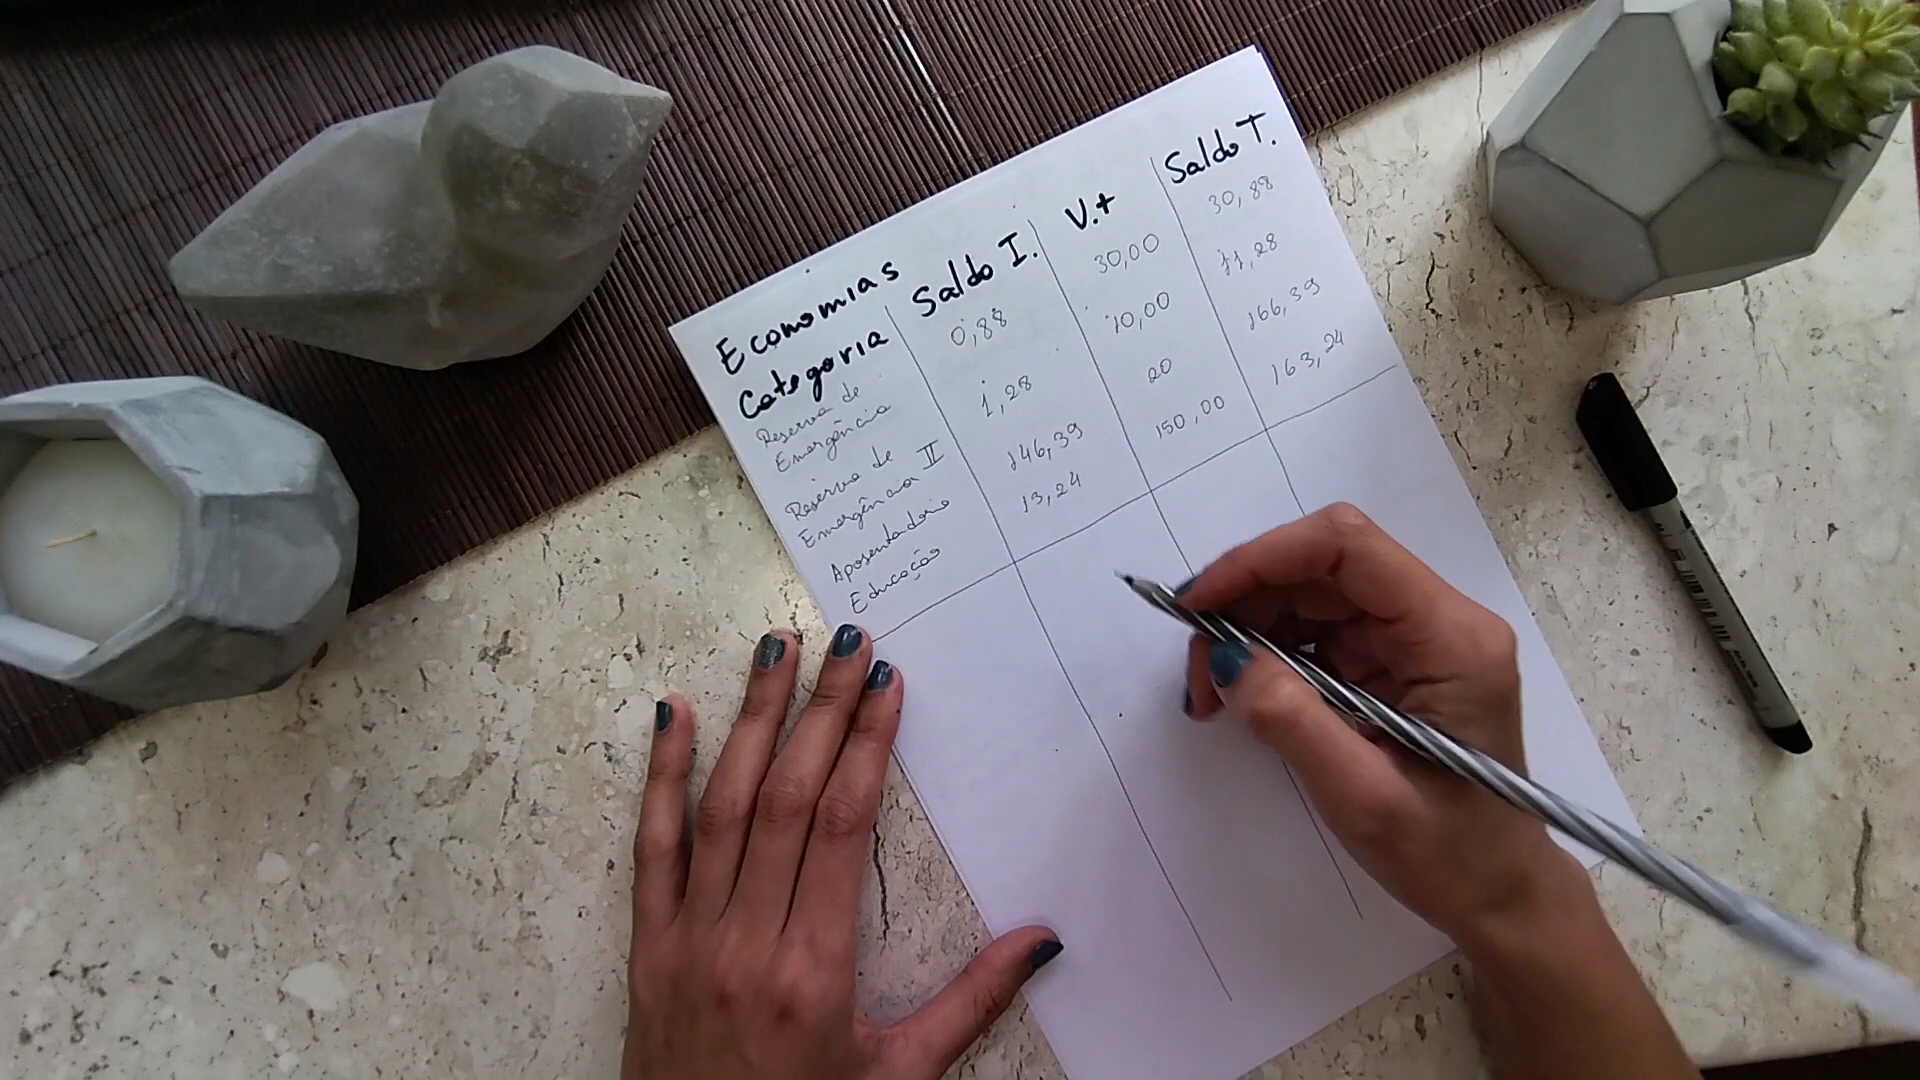 Economias
Categoria Saldo I. V.+ Saldo T.
Reserva de
Emergência 0,88 30,00 30,88
Reserva de
Emergência II 1,28 10,00 11,28
Aposentadoria 146,39 20 166,39
Educação 13,24 150,00 163,24